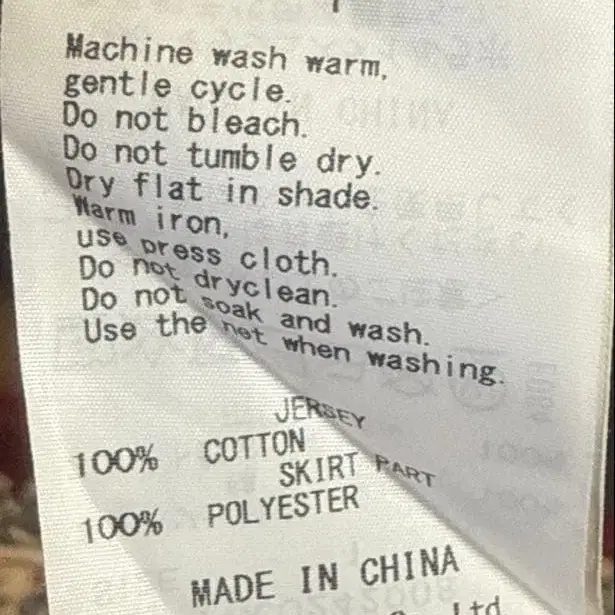 Machine wash warm,
gentle cycle.
Do not bleach.
Do not tumble dry.
Dry flat in shade.
Warm iron,
use press cloth.
Do not dryclean.
Do not soak and wash.
Use the net when washing.
JERSEY
100% COTTON
SKIRT PART
100% POLYESTER
MADE IN CHINA
Ltd